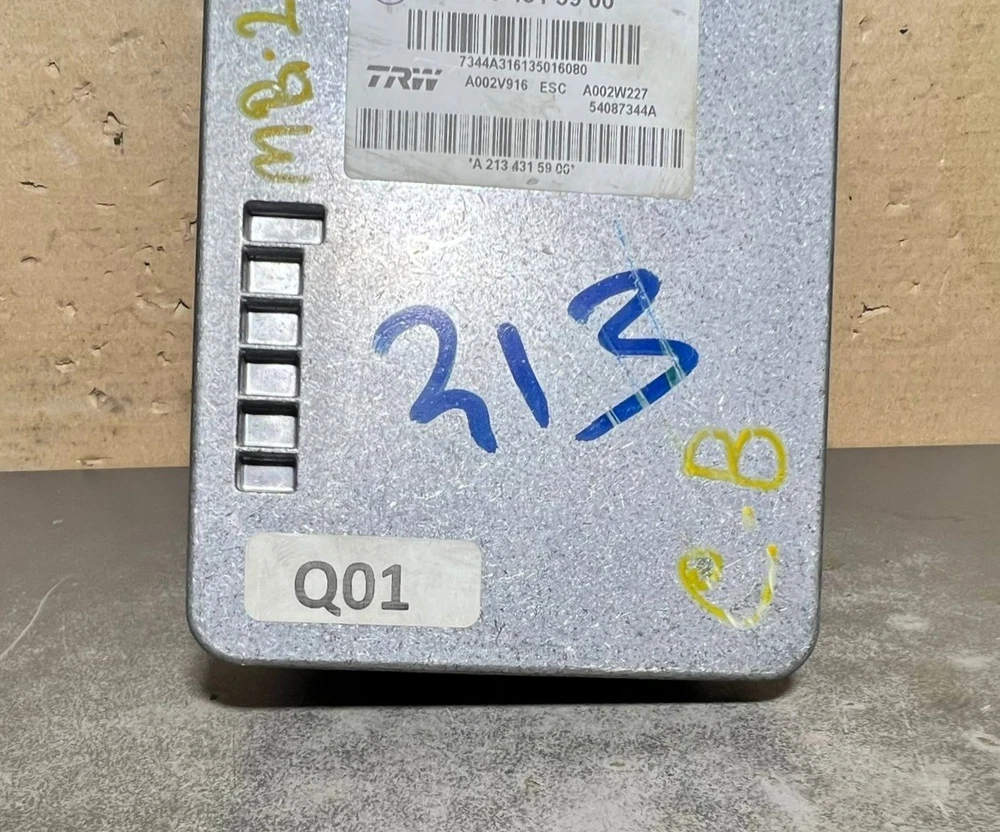 7344A316135016080
TRW A002V916 ESC A002W227
54087344A
*A 213 431 59 00*
213
C.B
Q01